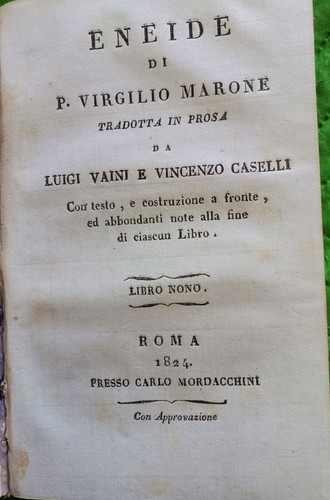 ENEIDE
DI
P. VIRGILIO MARONE
TRADOTTA IN PROSA
DA
LUIGI VAINI E VINCENZO CASELLI
Con testo, e costruzione a fronte,
ed abbondanti note alla fine
di ciascun Libro.
LIBRO NONO.
ROMA
1824.
PRESSO CARLO MORDACCHINI
Con Approvazione